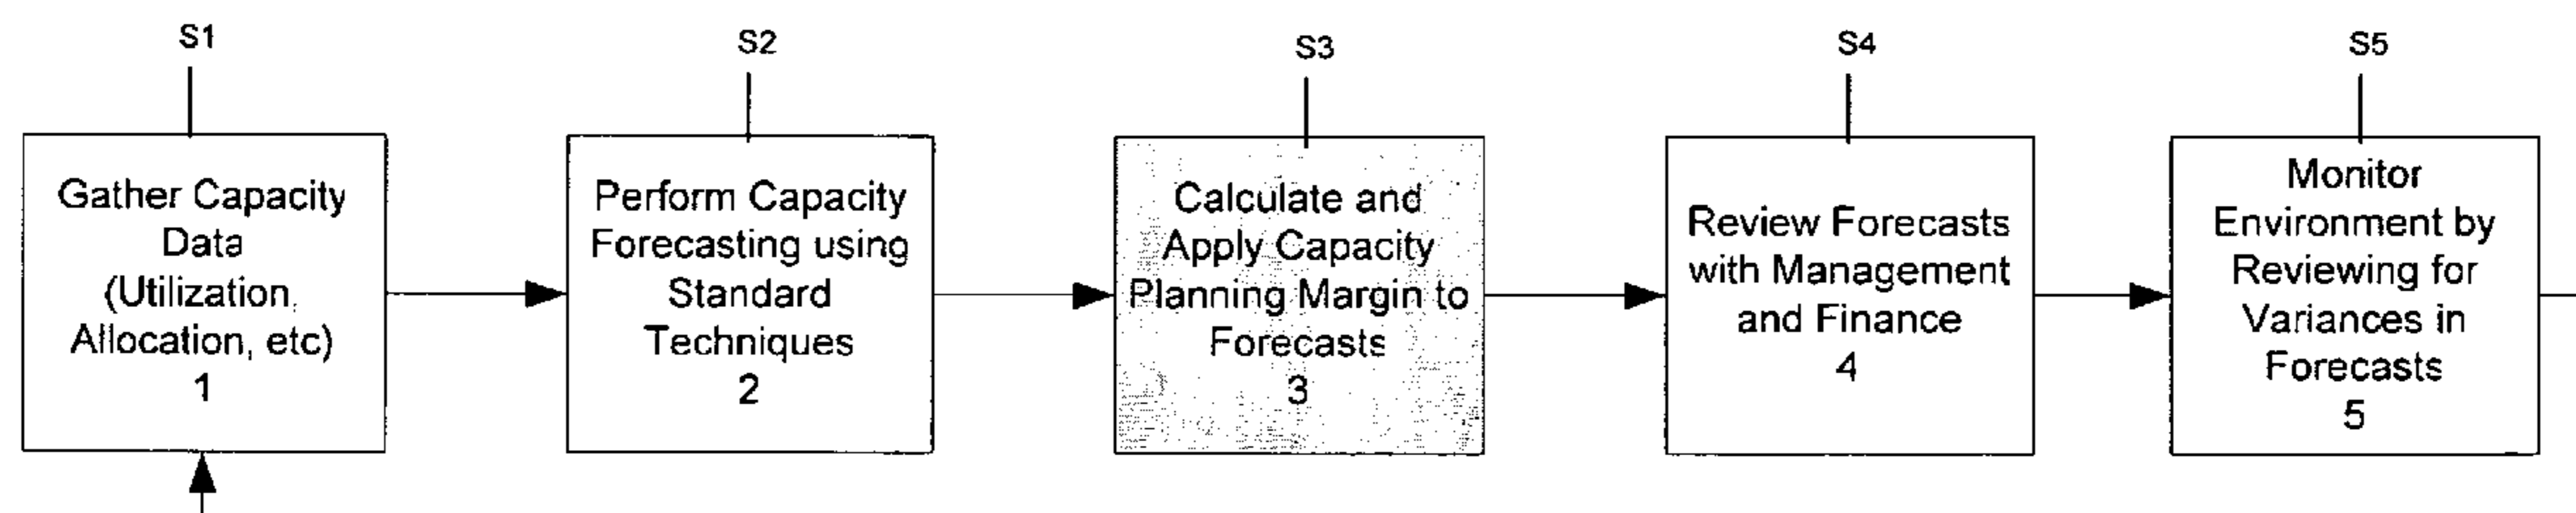 S1
S2
S3
S4
S5
Gather Capacity
Data
(Utilization,
Allocation, etc)
1
Perform Capacity
Forecasting using
Standard
Techniques
2
Calculate and
Apply Capacity
Planning Margin to
Forecasts
3
Review Forecasts
with Management
and Finance
4
Monitor
Environment by
Reviewing for
Variances in
Forecasts
5